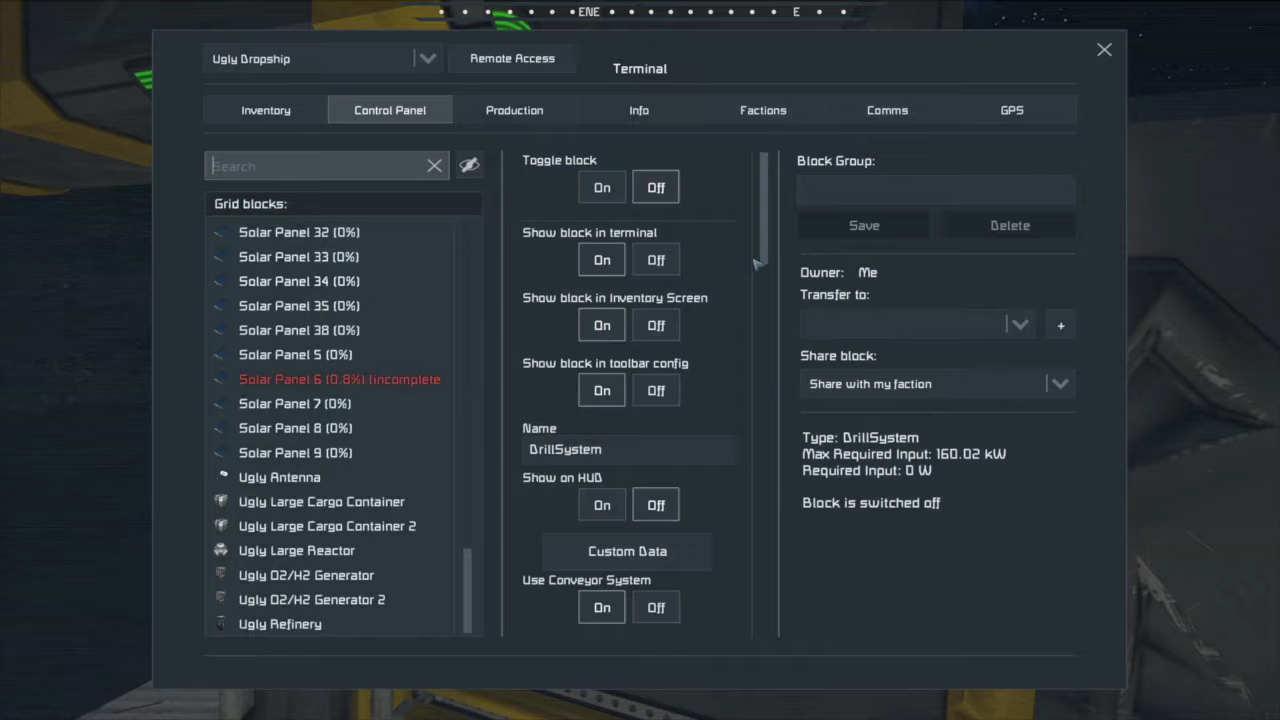 ENE
E
Ugly Dropship
Remote Access
Terminal
Inventory
Control Panel
Production
Info
Factions
Comms
GPS
Search
Grid blocks:
Solar Panel 32 (0%)
Solar Panel 33 (0%)
Solar Panel 34 (0%)
Solar Panel 35 (0%)
Solar Panel 38 (0%)
Solar Panel 5 (0%)
Solar Panel 6 (0.8%) (incomplete
Solar Panel 7 (0%)
Solar Panel 8 (0%)
Solar Panel 9 (0%)
Ugly Antenna
Ugly Large Cargo Container
Ugly Large Cargo Container 2
Ugly Large Reactor
Ugly O2/H2 Generator
Ugly O2/H2 Generator 2
Ugly Refinery
Toggle block
On Off
Show block in terminal
On Off
Show block in Inventory Screen
On Off
Show block in toolbar config
On Off
Name
DrillSystem
Show on HUD
On Off
Custom Data
Use Conveyor System
On Off
Block Group:
Save
Delete
Owner: Me
Transfer to:
+
Share block:
Share with my faction
Type: DrillSystem
Max Required Input: 160.02 kW
Required Input: 0 W
Block is switched off